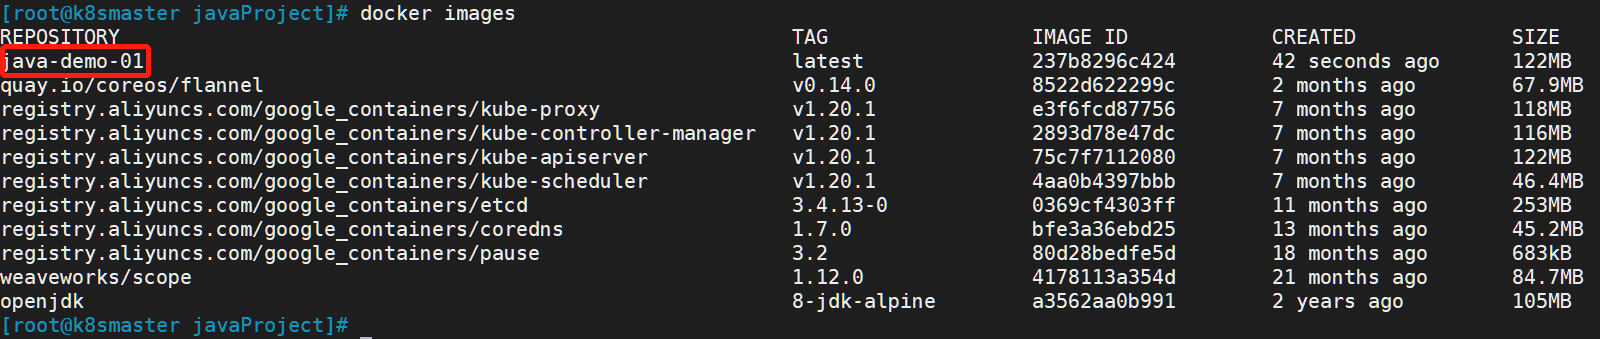 [root@k8smaster javaProject]# docker images
REPOSITORY TAG IMAGE ID CREATED SIZE
java-demo-01 latest 237b8296c424 42 seconds ago 122MB
quay.io/coreos/flannel v0.14.0 8522d622299c 2 months ago 67.9MB
registry.aliyuncs.com/google_containers/kube-proxy v1.20.1 e3f6fcd87756 7 months ago 118MB
registry.aliyuncs.com/google_containers/kube-controller-manager v1.20.1 2893d78e47dc 7 months ago 116MB
registry.aliyuncs.com/google_containers/kube-apiserver v1.20.1 75c7f7112080 7 months ago 122MB
registry.aliyuncs.com/google_containers/kube-scheduler v1.20.1 4aa0b4397bbb 7 months ago 46.4MB
registry.aliyuncs.com/google_containers/etcd 3.4.13-0 0369cf4303ff 11 months ago 253MB
registry.aliyuncs.com/google_containers/coredns 1.7.0 bfe3a36ebd25 13 months ago 45.2MB
registry.aliyuncs.com/google_containers/pause 3.2 80d28bedfe5d 18 months ago 683kB
weaveworks/scope 1.12.0 4178113a354d 21 months ago 84.7MB
openjdk 8-jdk-alpine a3562aa0b991 2 years ago 105MB
[root@k8smaster javaProject]#